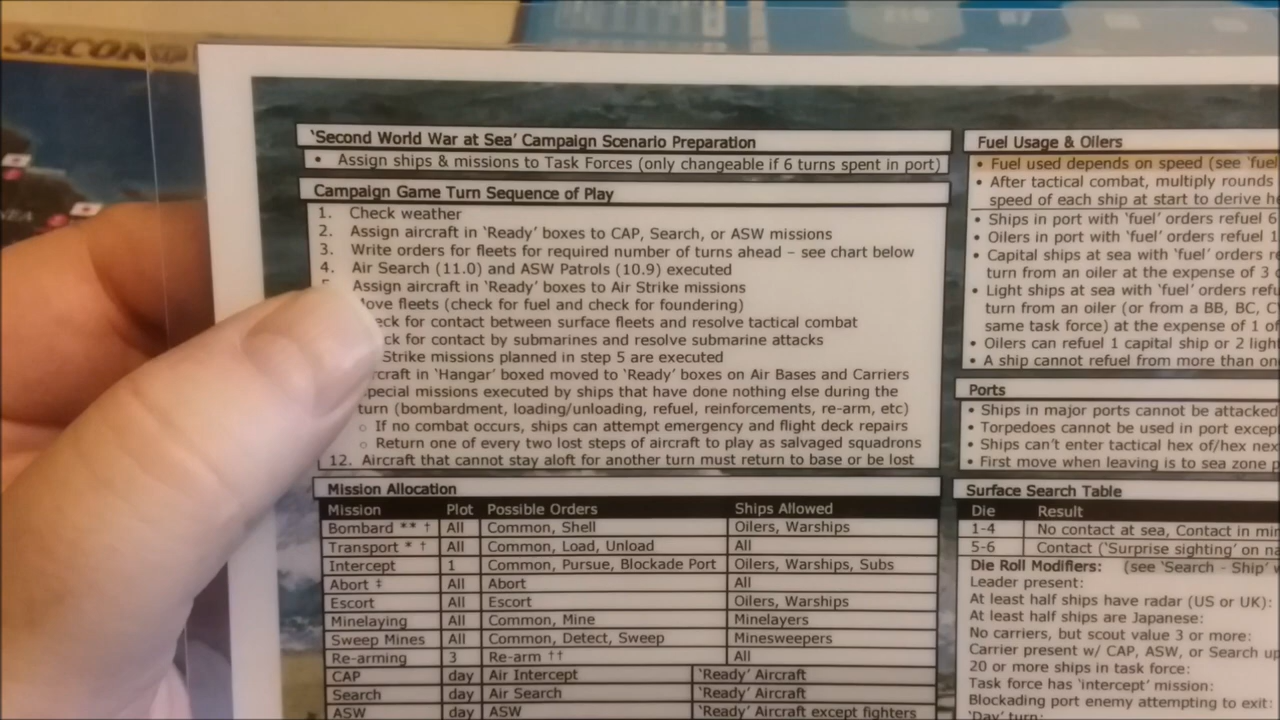 SECOND
'Second World War at Sea' Campaign Scenario Preparation
• Assign ships & missions to Task Forces (only changeable if 6 turns spent in port)
Campaign Game Turn Sequence of Play
1. Check weather
2. Assign aircraft in 'Ready' boxes to CAP, Search, or ASW missions
3. Write orders for fleets for required number of turns ahead – see chart below
4. Air Search (11.0) and ASW Patrols (10.9) executed
Assign aircraft in 'Ready' boxes to Air Strike missions
fleets (check for fuel and check for foundering)
for contact between surface fleets and resolve tactical combat
for contact by submarines and resolve submarine attacks
Strike missions planned in step 5 are executed
in 'Hangar' boxed moved to 'Ready' boxes on Air Bases and Carriers
missions executed by ships that have done nothing else during the
turn (bombardment, loading/unloading, refuel, reinforcements, re-arm, etc)
○ If no combat occurs, ships can attempt emergency and flight deck repairs
○ Return one of every two lost steps of aircraft to play as salvaged squadrons
12. Aircraft that cannot stay aloft for another turn must return to base or be lost
Mission Allocation
Mission Plot Possible Orders Ships Allowed
Bombard ** † All Common, Shell Oilers, Warships
Transport * † All Common, Load, Unload All
Intercept 1 Common, Pursue, Blockade Port Oilers, Warships, Subs
Abort ‡ All Abort All
Escort All Escort Oilers, Warships
Minelaying All Common, Mine Minelayers
Sweep Mines All Common, Detect, Sweep Minesweepers
Re-arming 3 Re-arm †† All
CAP day Air Intercept 'Ready' Aircraft
Search day Air Search 'Ready' Aircraft
ASW day ASW 'Ready' Aircraft except fighters
Fuel Usage & Oilers
• Fuel used depends on speed (see 'fuel
• After tactical combat, multiply rounds
speed of each ship at start to derive
• Ships in port with 'fuel' orders refuel 6
• Oilers in port with 'fuel' orders refuel 1
• Capital ships at sea with 'fuel' orders
turn from an oiler at the expense of 3
• Light ships at sea with 'fuel' orders
turn from an oiler (or from a BB, BC,
same task force) at the expense of 1
• Oilers can refuel 1 capital ship or 2 light
• A ship cannot refuel from more than
Ports
• Ships in major ports cannot be attacked
• Torpedoes cannot be used in port
• Ships can't enter tactical hex of/hex
• First move when leaving is to sea zone
Surface Search Table
Die Result
1-4 No contact at sea, Contact in
5-6 Contact ('Surprise sighting' on
Die Roll Modifiers: (see 'Search - Ship'
Leader present:
At least half ships have radar (US or UK):
At least half ships are Japanese:
No carriers, but scout value 3 or more:
Carrier present w/ CAP, ASW, or Search
20 or more ships in task force:
Task force has 'intercept' mission:
Blockading port enemy attempting to exit:
'Day' turn: